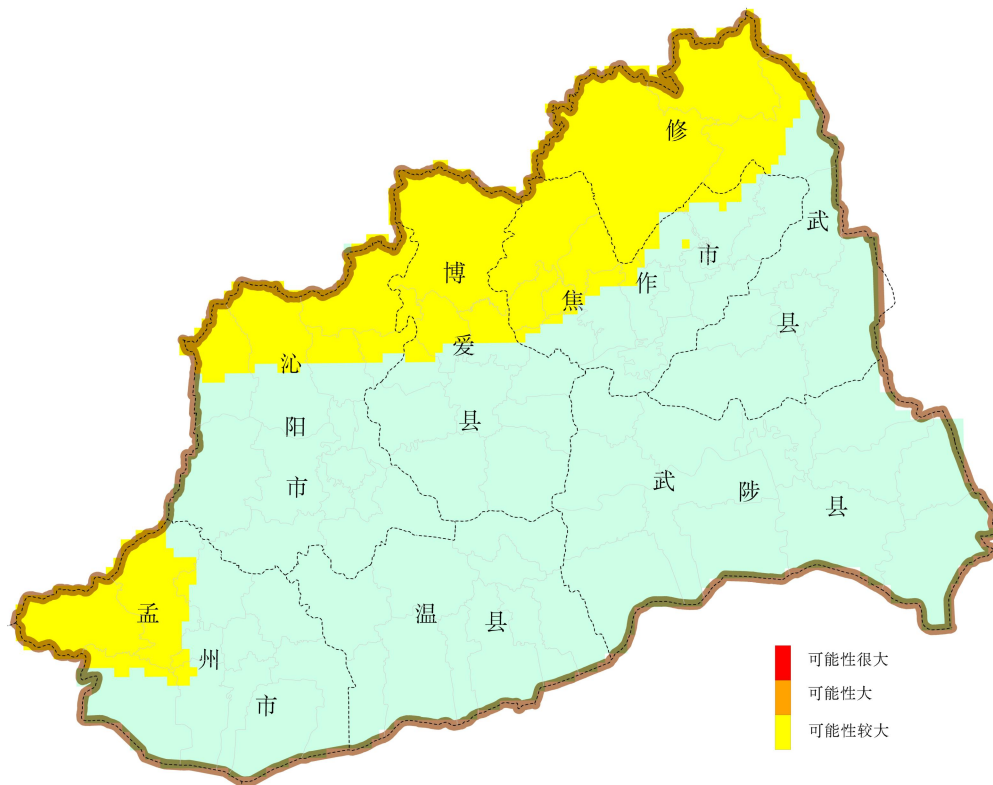 修
武
县
博
爱
县
焦
作
市
沁
阳
市
武
陟
县
孟
州
市
温
县
可能性很大
可能性大
可能性较大